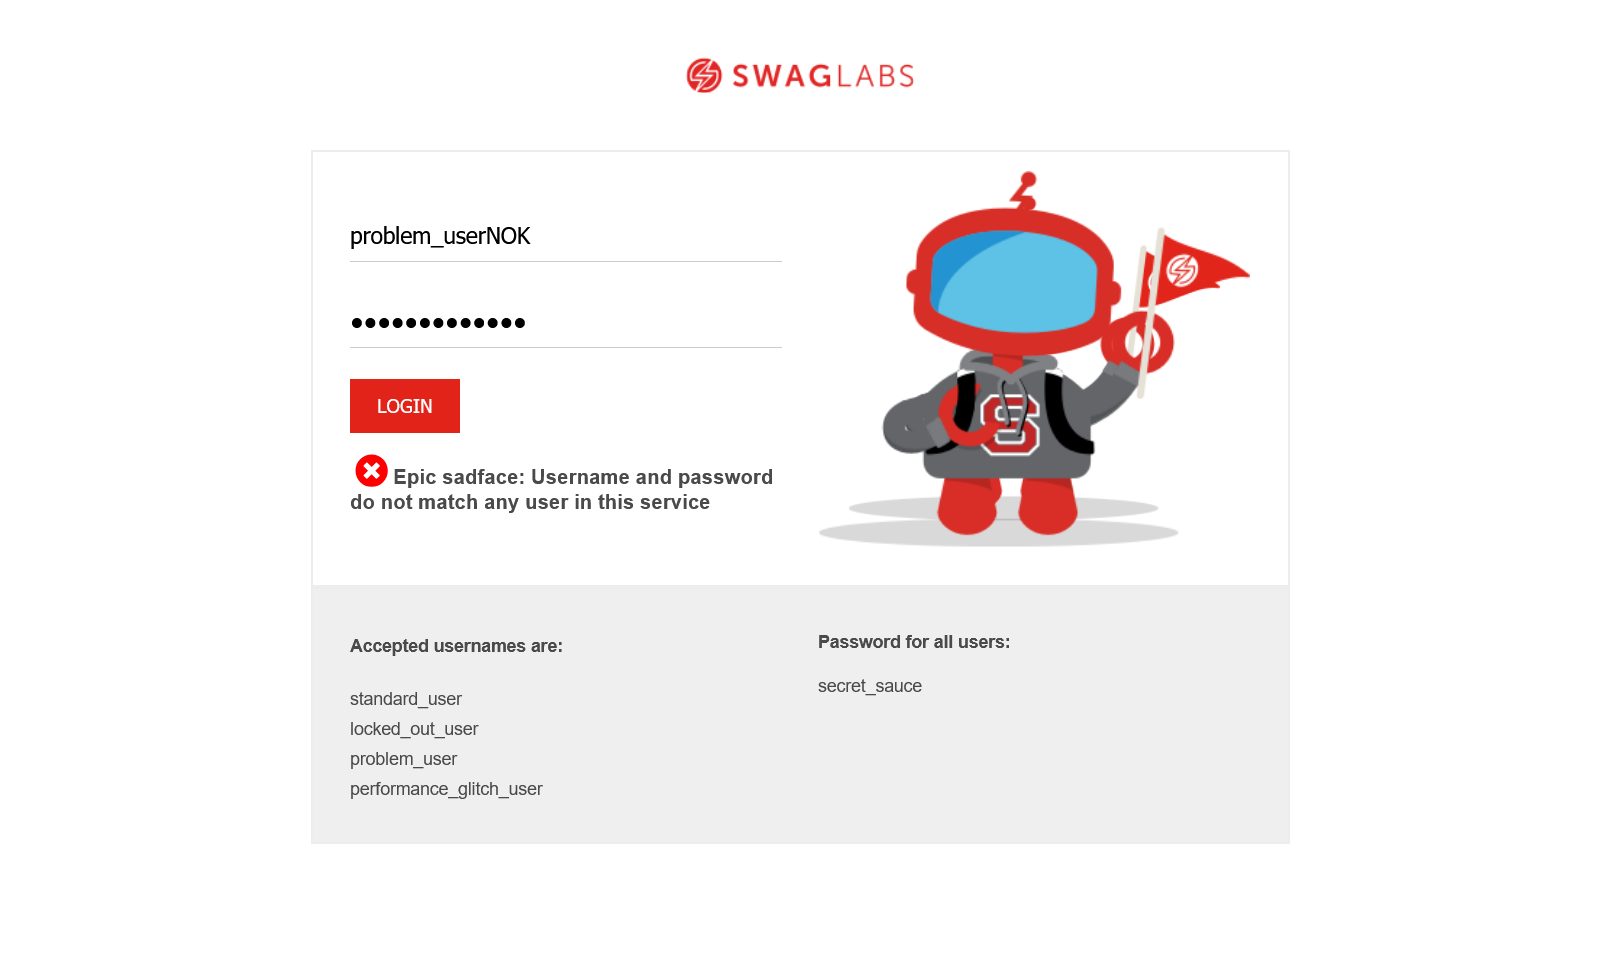 SWAGLABS
problem_userNOK
•••••••••••••
LOGIN
Epic sadface: Username and password
do not match any user in this service
S
Accepted usernames are:
standard_user
locked_out_user
problem_user
performance_glitch_user
Password for all users:
secret_sauce